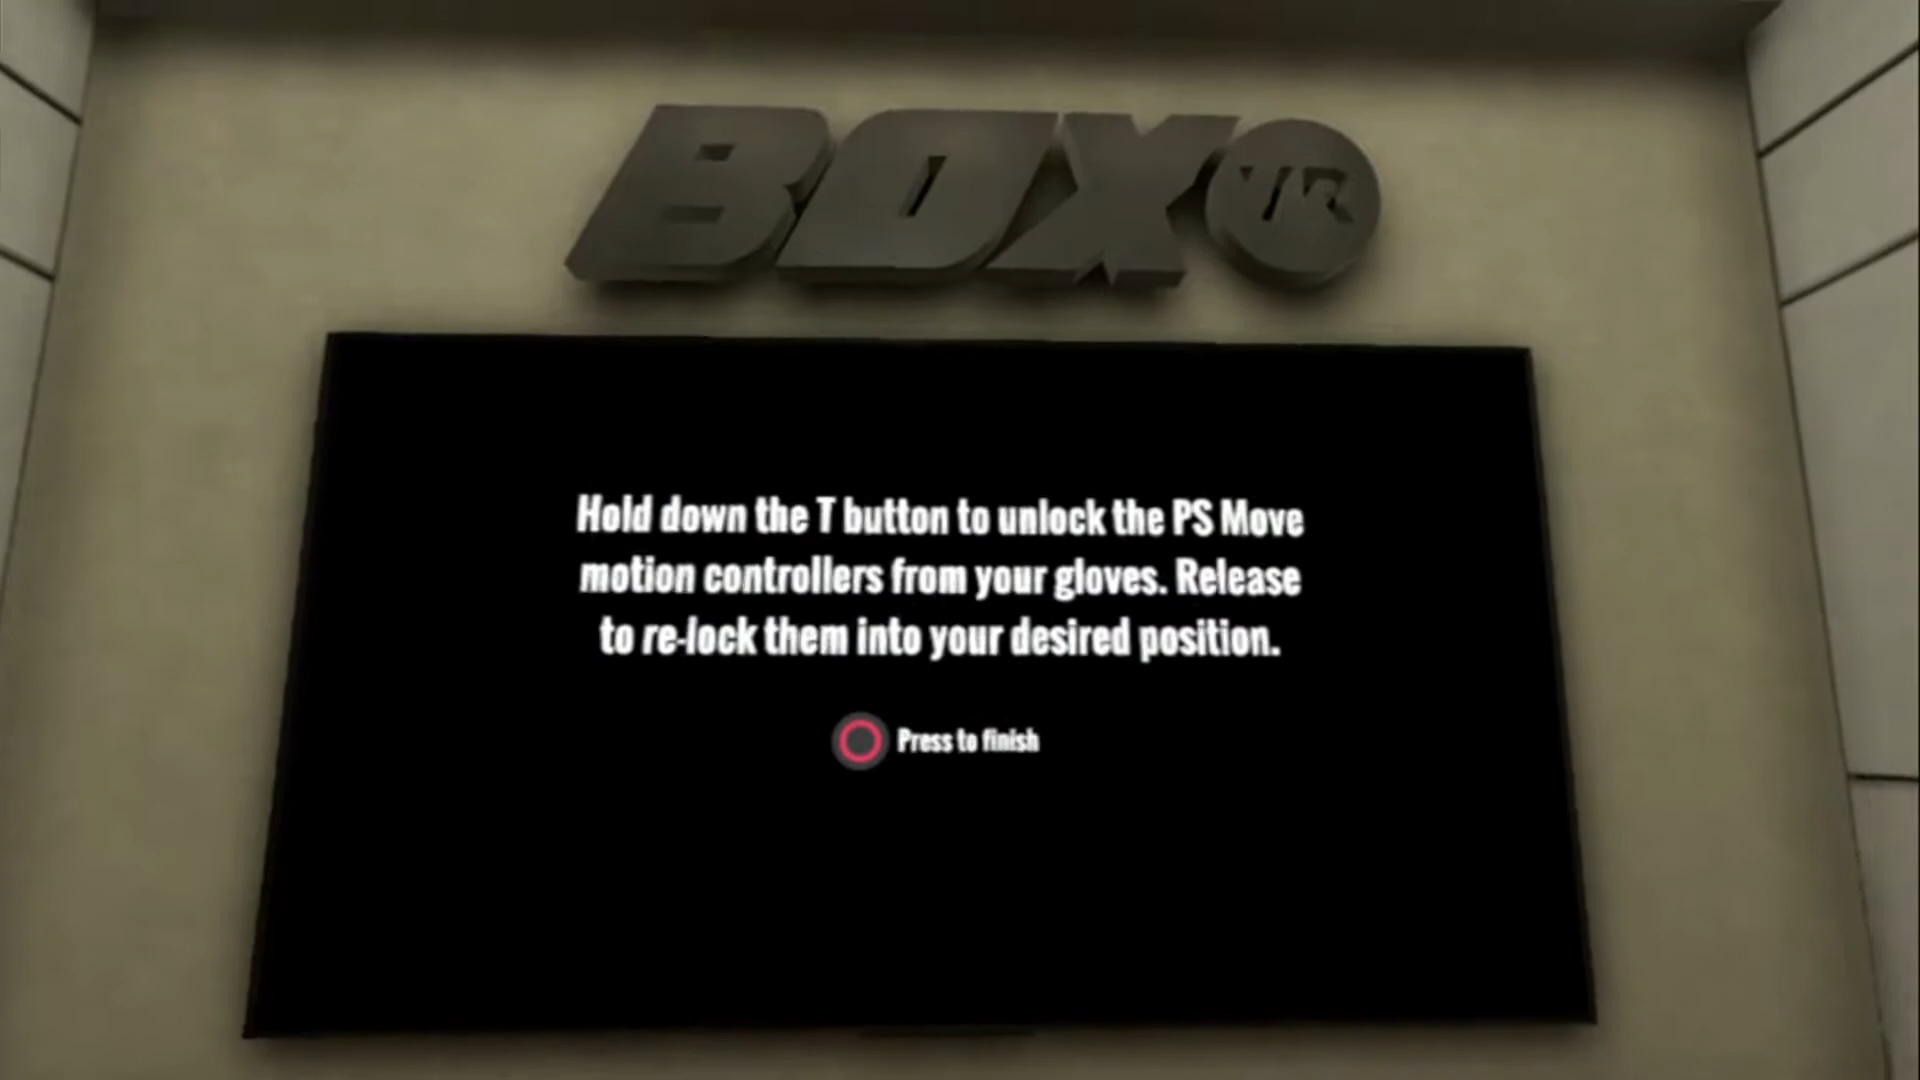 BOX VR
Hold down the T button to unlock the PS Move
motion controllers from your gloves. Release
to re-lock them into your desired position.
Press to finish